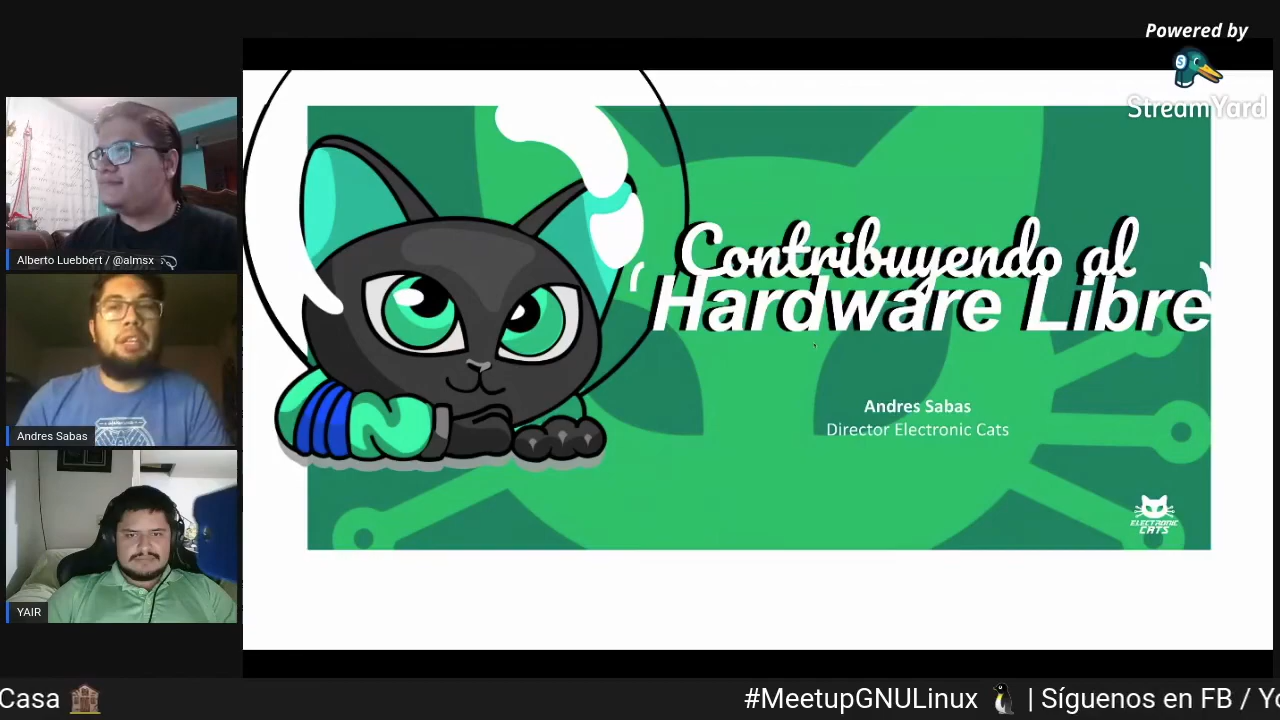 Powered by
StreamYard
Alberto Luebbert / @almsx
Andres Sabas
YAIR
Contribuyendo al
Hardware Libre
Andres Sabas
Director Electronic Cats
ELECTRONIC
CATS
Casa 🏚 #MeetupGNULinux 🐧 | Síguenos en FB / Yo